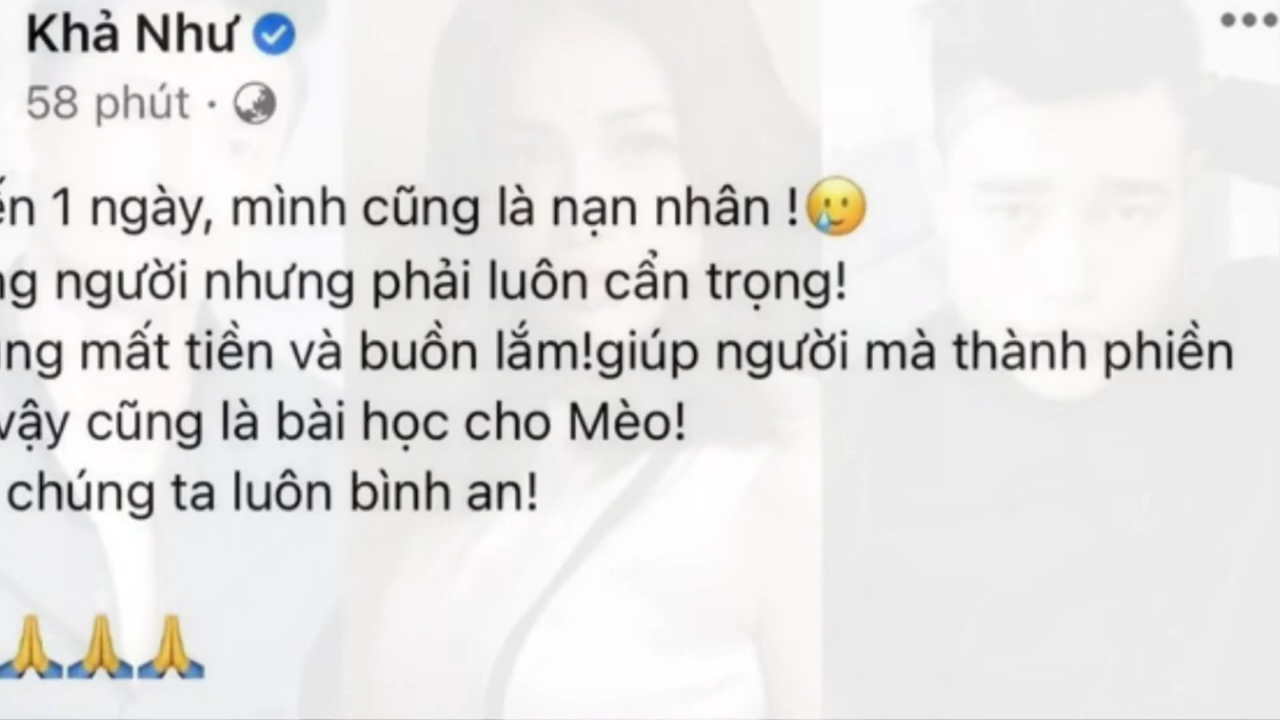 Khả Như
58 phút ·
1 ngày, mình cũng là nạn nhân !🥲
người nhưng phải luôn cẩn trọng!
mất tiền và buồn lắm!giúp người mà thành phiền
vậy cũng là bài học cho Mèo!
chúng ta luôn bình an!
🙏🙏🙏